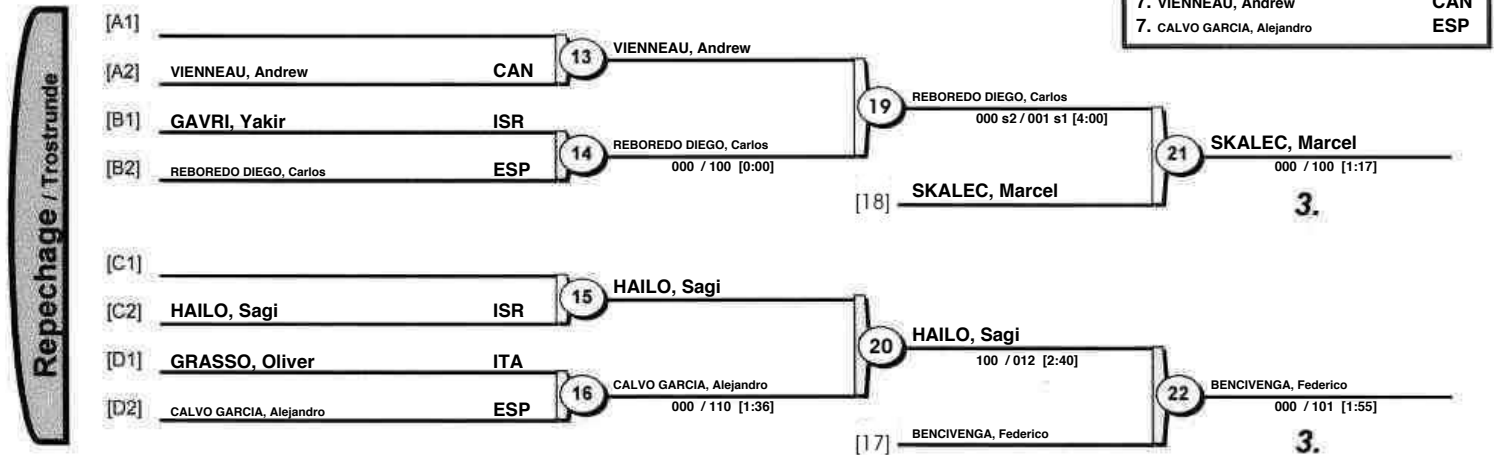 7. VIENNEAU, Andrew CAN
7. CALVO GARCIA, Alejandro ESP
Repechage / Trostrunde
[A1]
[A2] VIENNEAU, Andrew CAN
13 VIENNEAU, Andrew
[B1] GAVRI, Yakir ISR
[B2] REBOREDO DIEGO, Carlos ESP
14 REBOREDO DIEGO, Carlos
000 / 100 [0:00]
19 REBOREDO DIEGO, Carlos
000 s2 / 001 s1 [4:00]
[18] SKALEC, Marcel
21 SKALEC, Marcel
000 / 100 [1:17]
3.
[C1]
[C2] HAILO, Sagi ISR
15 HAILO, Sagi
[D1] GRASSO, Oliver ITA
[D2] CALVO GARCIA, Alejandro ESP
16 CALVO GARCIA, Alejandro
000 / 110 [1:36]
20 HAILO, Sagi
100 / 012 [2:40]
[17] BENCIVENGA, Federico
22 BENCIVENGA, Federico
000 / 101 [1:55]
3.